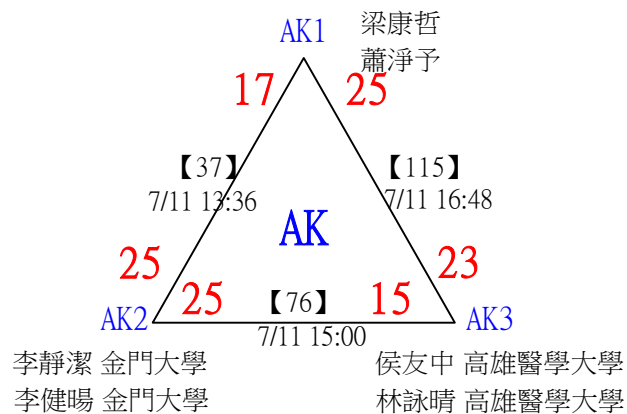 AK1
梁康哲
蕭淨予
17
25
【37】
7/11 13:36
【115】
7/11 16:48
AK
25
23
25
【76】
15
AK2
7/11 15:00
AK3
李靜潔 金門大學
李健暘 金門大學
侯友中 高雄醫學大學
林詠晴 高雄醫學大學